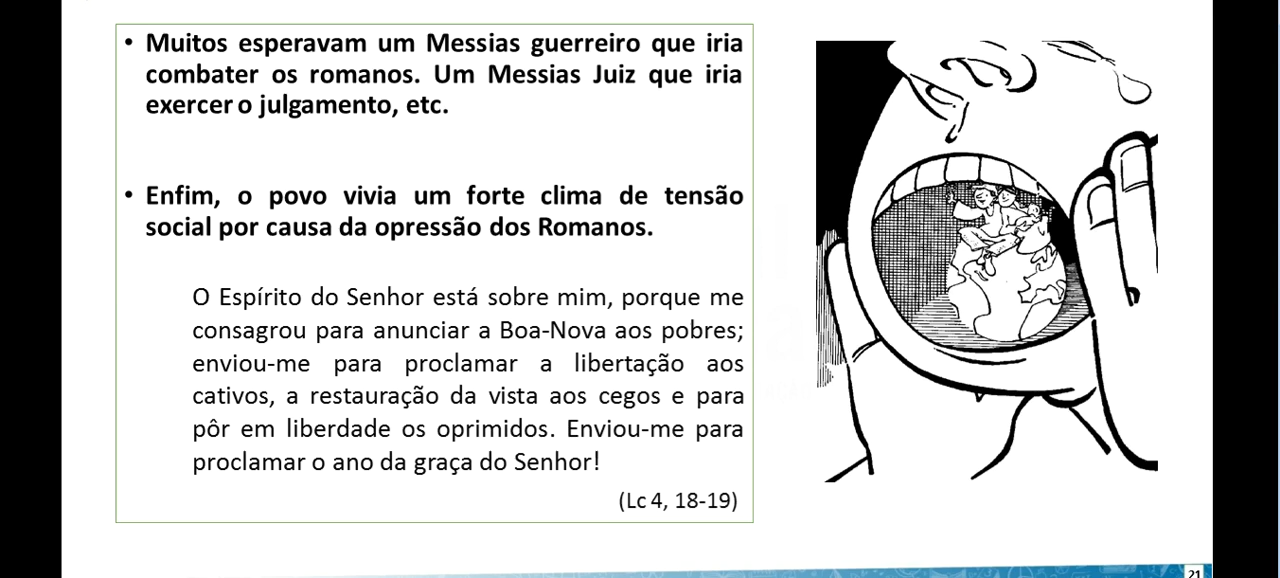 • Muitos esperavam um Messias guerreiro que iria
combater os romanos. Um Messias Juiz que iria
exercer o julgamento, etc.
• Enfim, o povo vivia um forte clima de tensão
social por causa da opressão dos Romanos.
O Espírito do Senhor está sobre mim, porque me
consagrou para anunciar a Boa-Nova aos pobres;
enviou-me para proclamar a libertação aos
cativos, a restauração da vista aos cegos e para
pôr em liberdade os oprimidos. Enviou-me para
proclamar o ano da graça do Senhor!
(Lc 4, 18-19)
21